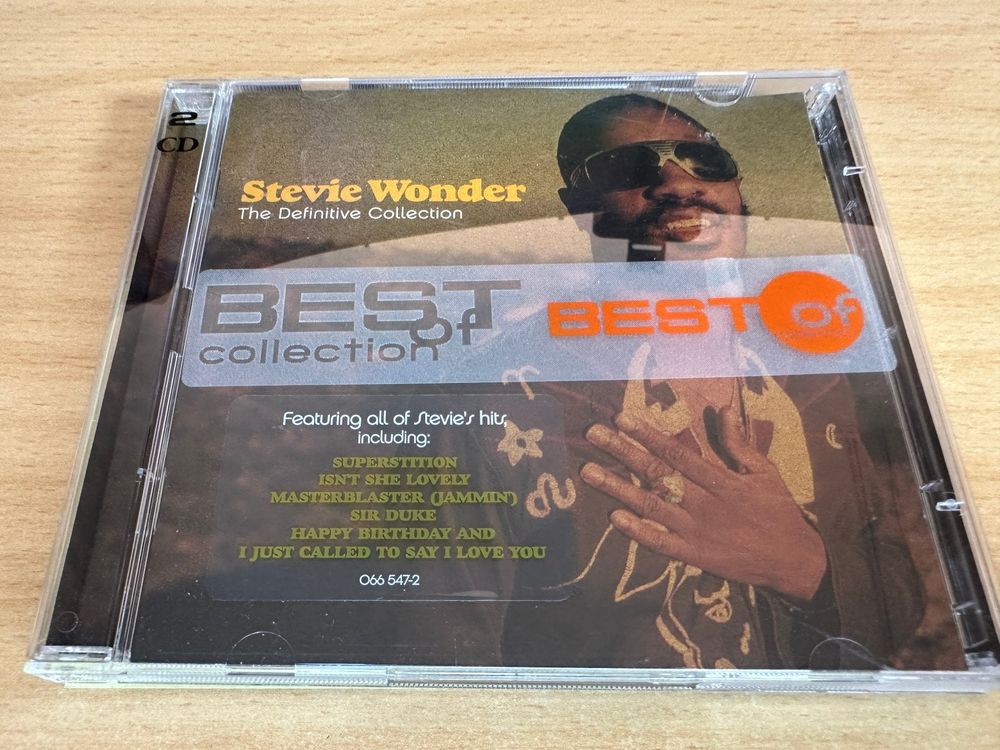 2
CD
Stevie Wonder
The Definitive Collection
BEST of
collection
BEST of
Featuring all of Stevie's hits,
including:
SUPERSTITION
ISN'T SHE LOVELY
MASTERBLASTER (JAMMIN')
SIR DUKE
HAPPY BIRTHDAY AND
I JUST CALLED TO SAY I LOVE YOU
066 547-2